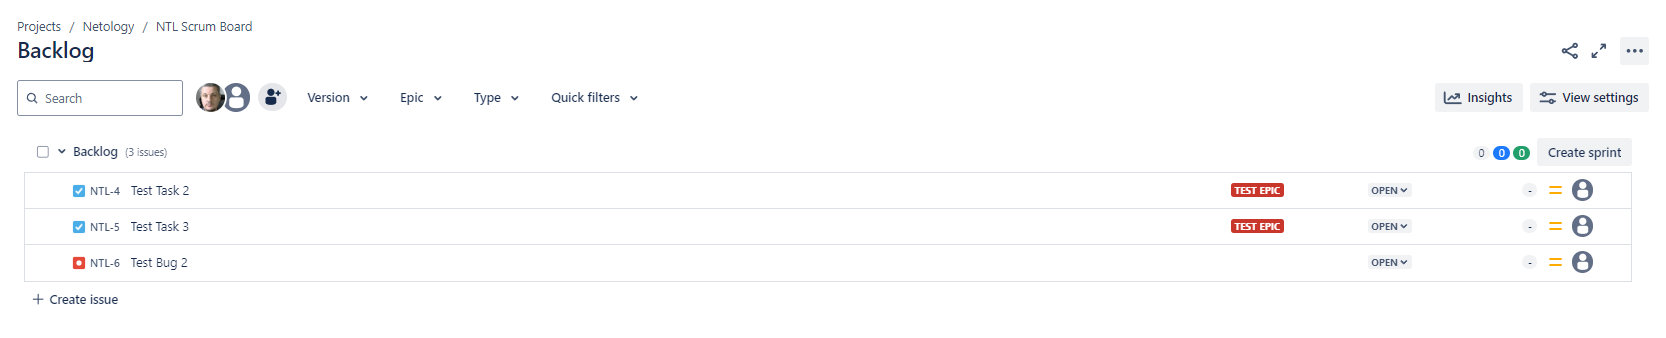 Projects / Netology / NTL Scrum Board
Backlog
Search Version Epic Type Quick filters Insights View settings
Backlog (3 issues) 0 0 0 Create sprint
NTL-4 Test Task 2 TEST EPIC OPEN -
NTL-5 Test Task 3 TEST EPIC OPEN -
NTL-6 Test Bug 2 OPEN -
+ Create issue